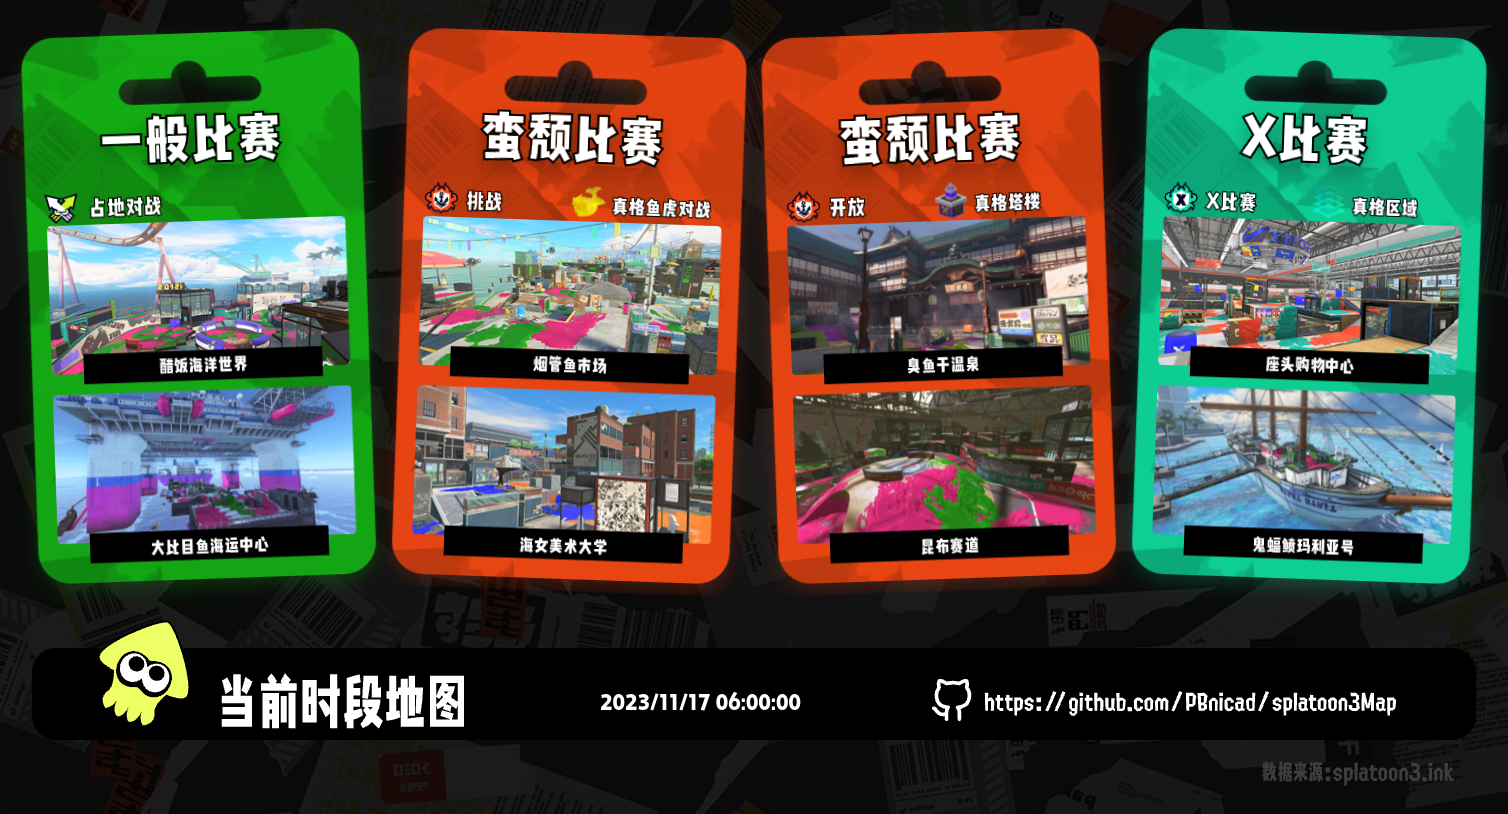 一般比赛
占地对战
醋饭海洋世界
大比目鱼海运中心
蛮颓比赛
挑战
真格鱼虎对战
烟管鱼市场
海女美术大学
蛮颓比赛
开放
真格塔楼
臭鱼干温泉
昆布赛道
X比赛
X比赛
真格区域
座头购物中心
鬼蝠鲼玛利亚号
当前时段地图
2023/11/17 06:00:00
https://github.com/PBnicad/splatoon3Map
数据来源:splatoon3.ink